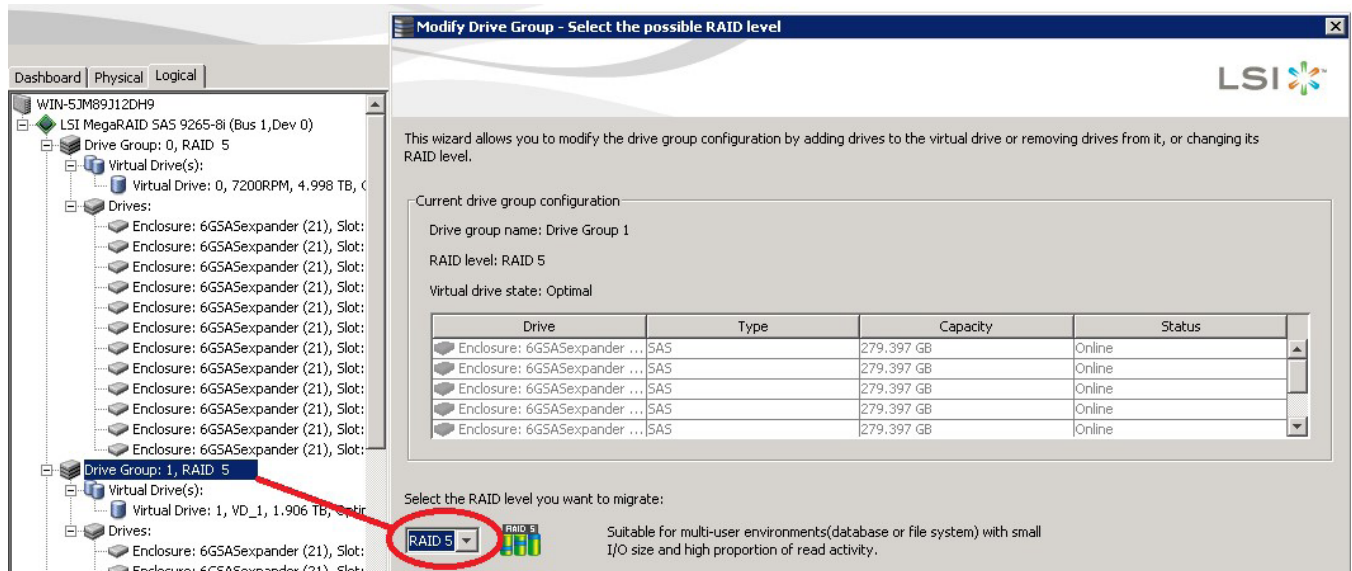 Modify Drive Group - Select the possible RAID level
LSI
Dashboard Physical Logical
WIN-5JM89J12DH9
LSI MegaRAID SAS 9265-8i (Bus 1,Dev 0)
Drive Group: 0, RAID 5
Virtual Drive(s):
Virtual Drive: 0, 7200RPM, 4.998 TB,
Drives:
Enclosure: 6GSASexpander (21), Slot:
Enclosure: 6GSASexpander (21), Slot:
Enclosure: 6GSASexpander (21), Slot:
Enclosure: 6GSASexpander (21), Slot:
Enclosure: 6GSASexpander (21), Slot:
Enclosure: 6GSASexpander (21), Slot:
Enclosure: 6GSASexpander (21), Slot:
Enclosure: 6GSASexpander (21), Slot:
Enclosure: 6GSASexpander (21), Slot:
Enclosure: 6GSASexpander (21), Slot:
Enclosure: 6GSASexpander (21), Slot:
Enclosure: 6GSASexpander (21), Slot:
Drive Group: 1, RAID 5
Virtual Drive(s):
Virtual Drive: 1, VD_1, 1.906 TB,
Drives:
Enclosure: 6GSASexpander (21), Slot:
Enclosure: 6GSASexpander (21), Slot:
This wizard allows you to modify the drive group configuration by adding drives to the virtual drive or removing drives from it, or changing its
RAID level.
Current drive group configuration
Drive group name: Drive Group 1
RAID level: RAID 5
Virtual drive state: Optimal
Drive Type Capacity Status
Enclosure: 6GSASexpander ... SAS 279.397 GB Online
Enclosure: 6GSASexpander ... SAS 279.397 GB Online
Enclosure: 6GSASexpander ... SAS 279.397 GB Online
Enclosure: 6GSASexpander ... SAS 279.397 GB Online
Enclosure: 6GSASexpander ... SAS 279.397 GB Online
Select the RAID level you want to migrate:
RAID 5
RAID 5
Suitable for multi-user environments(database or file system) with small
I/O size and high proportion of read activity.